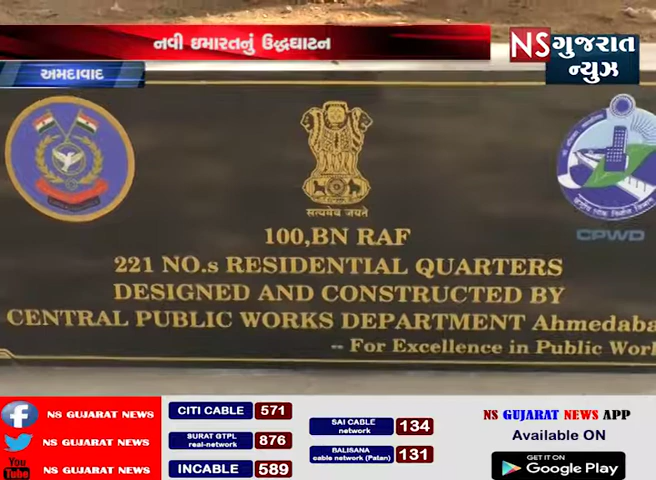 નવી ઇમારતનું ઉદ્ઘઘાટન
NS ગુજરાત
ન્યુઝ
અમદાવાદ
सत्यमेव जयते
CPWD
100,BN RAF
221 NO.s RESIDENTIAL QUARTERS
DESIGNED AND CONSTRUCTED BY
CENTRAL PUBLIC WORKS DEPARTMENT Ahmedaba
-- For Excellence in Public Work
NS GUJARAT NEWS
NS GUJARAT NEWS
You Tube NS GUJARAT NEWS
CITI CABLE 571
SURAT GTPL real-network 876
INCABLE 589
SAI CABLE network 134
BALISANA cable network (Patan) 131
NS GUJARAT NEWS APP
Available ON
GET IT ON
Google Play